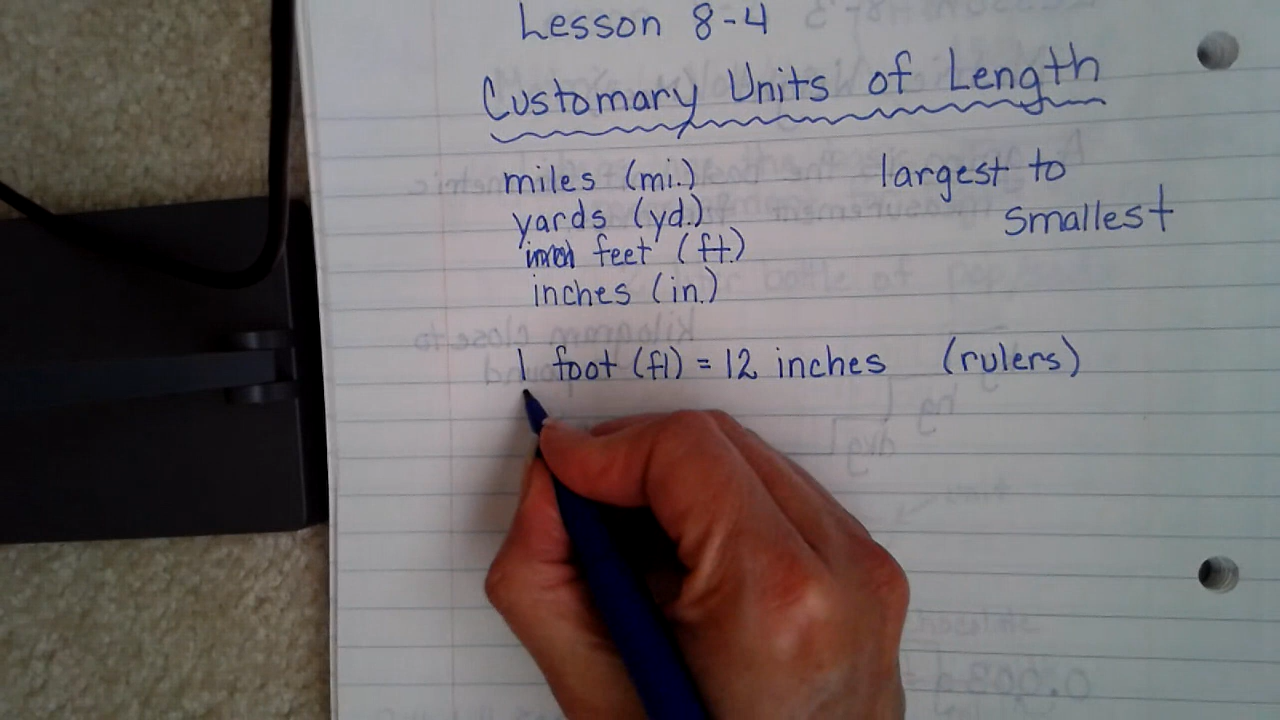 Lesson 8-4
Customary Units of Length
miles (mi.) largest to
yards (yd.) smallest
feet (ft.)
inches (in.)
1 foot (ft) = 12 inches (rulers)